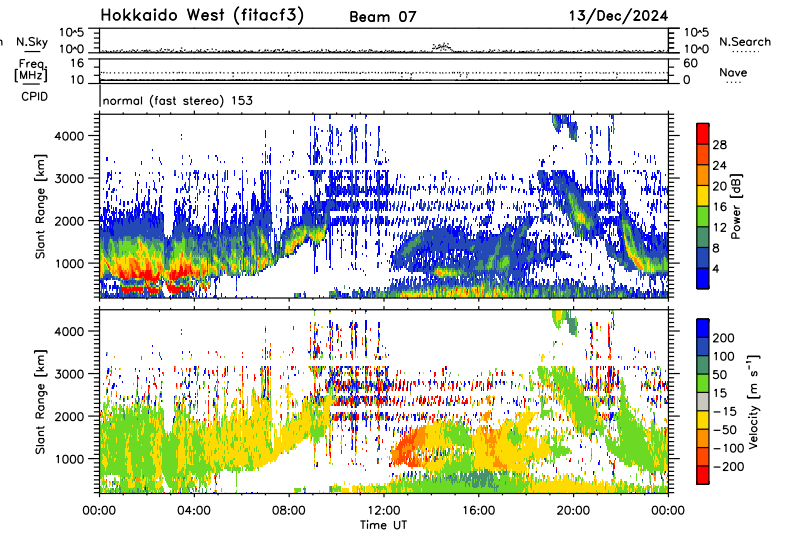 Hokkaido West (fitacf3) Beam 07 13/Dec/2024
N.Sky 10^5 10^0 10^5 10^0 N.Search
Freq. [MHz] 16 10 60 0 Nave
CPID normal (fast stereo) 153
4000
3000
2000
1000
Slant Range [km]
28
24
20
16
12
8
4
Power [dB]
4000
3000
2000
1000
Slant Range [km]
200
100
50
15
-15
-50
-100
-200
Velocity [m s⁻¹]
00:00 04:00 08:00 12:00 16:00 20:00 00:00
Time UT